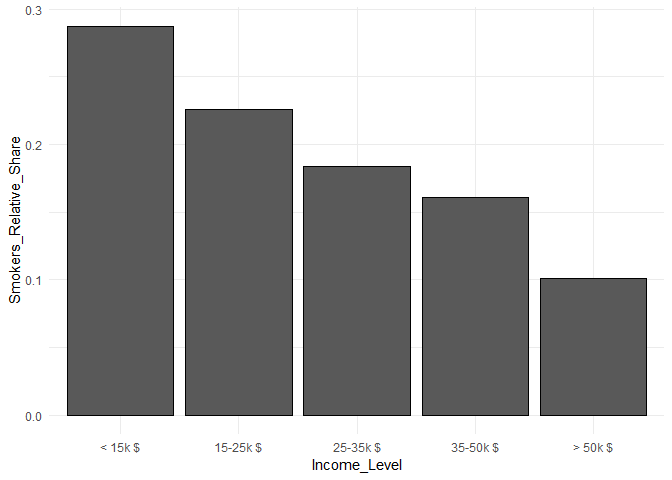 0.3
0.2
0.1
0.0
Smokers_Relative_Share
< 15k $
15-25k $
25-35k $
35-50k $
> 50k $
Income_Level